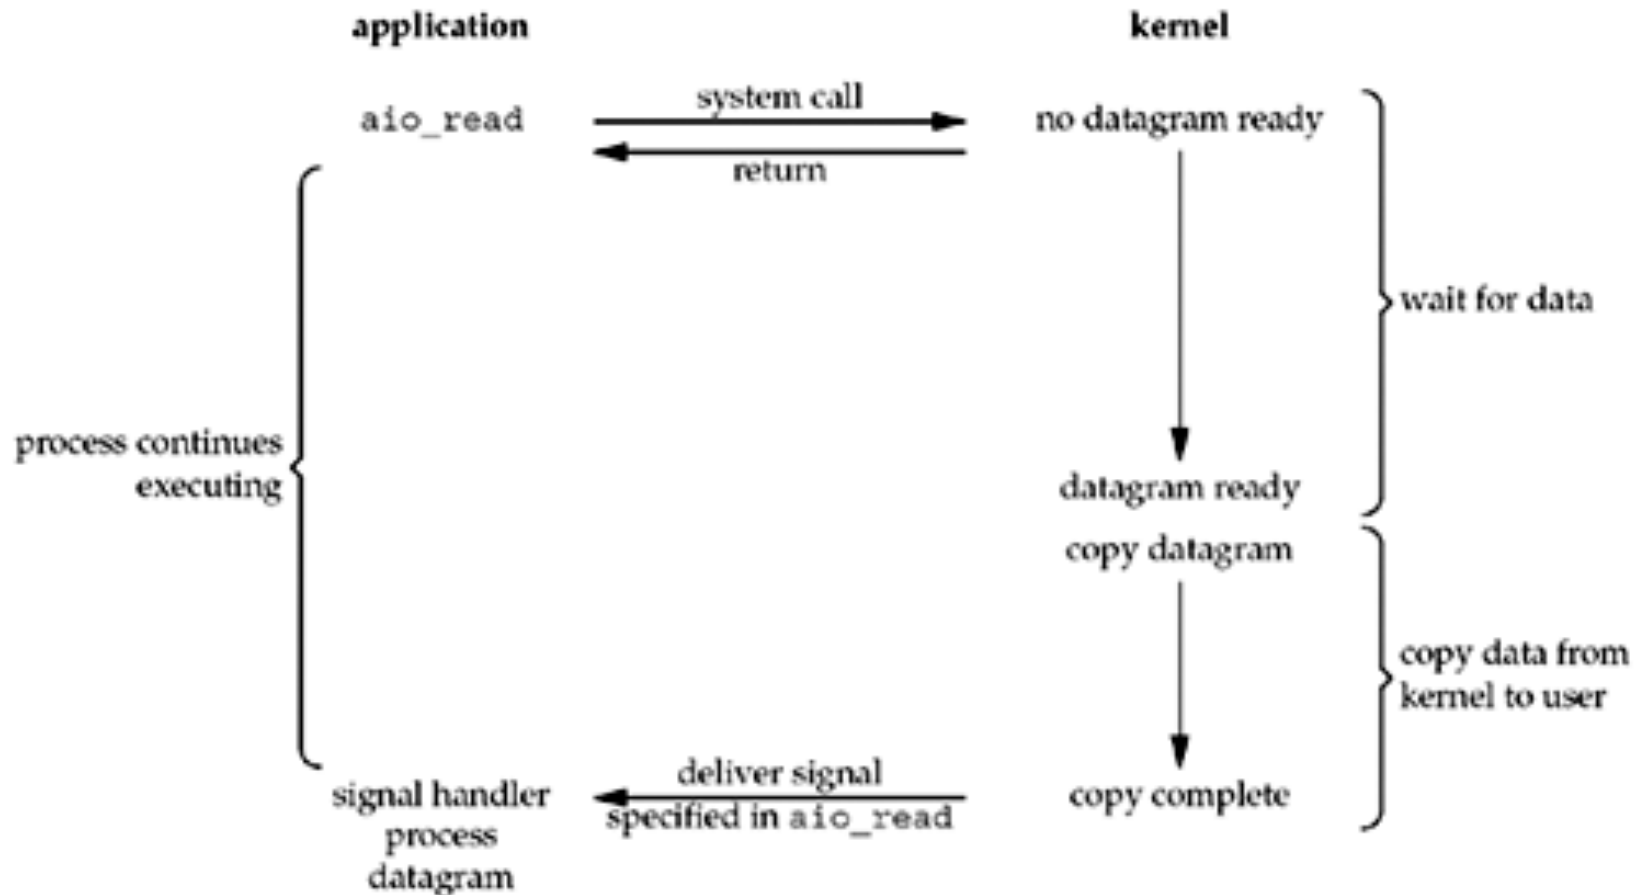 application
kernel
aio_read
system call
no datagram ready
return
wait for data
process continues
executing
datagram ready
copy datagram
copy data from
kernel to user
deliver signal
signal handler
specified in aio_read
copy complete
process
datagram